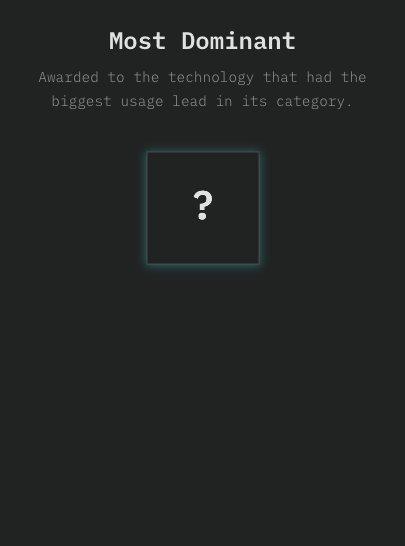 Most Dominant
Awarded to the technology that had the
biggest usage lead in its category.
?